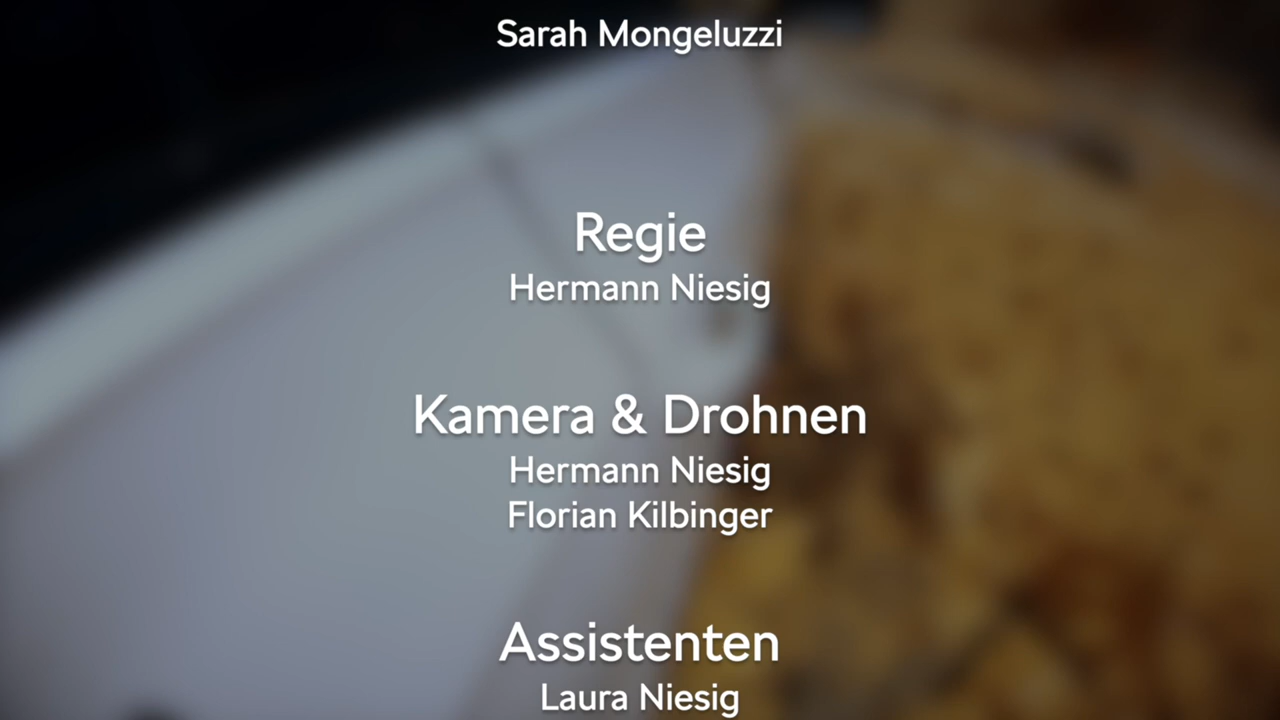 Sarah Mongeluzzi
Regie
Hermann Niesig
Kamera & Drohnen
Hermann Niesig
Florian Kilbinger
Assistenten
Laura Niesig